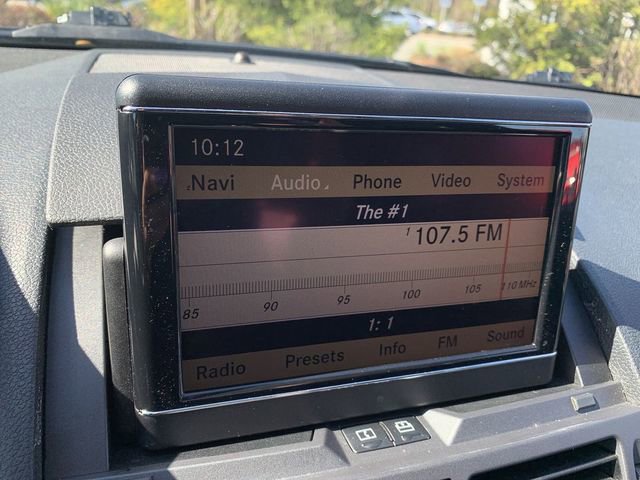 10:12
Navi Audio Phone Video System
The #1
1 107.5 FM
85 90 95 100 105 110 MHz
1: 1
Radio Presets Info FM Sound